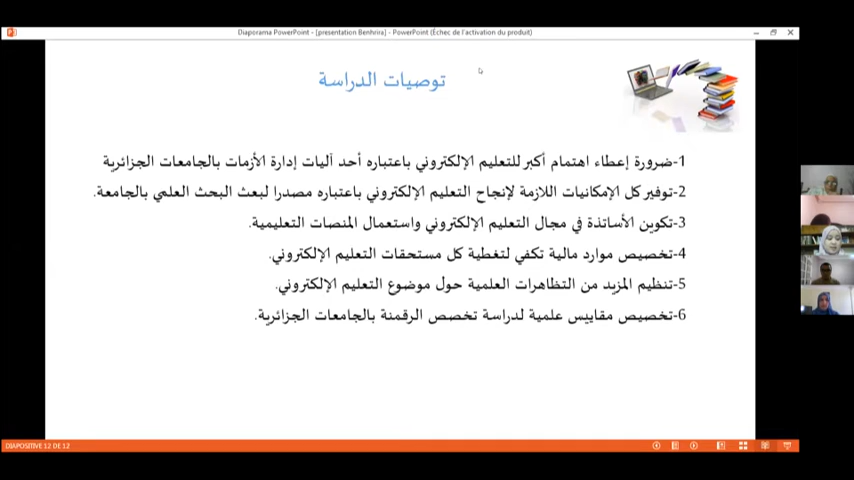 Diaporama PowerPoint - [presentation Benhrira] - PowerPoint (Échec de l'activation du produit)
توصيات الدراسة
1-ضرورة إعطاء اهتمام أكبر للتعليم الإلكتروني باعتباره أحد آليات إدارة الأزمات بالجامعات الجزائرية
2-توفير كل الإمكانيات اللازمة لإنجاح التعليم الإلكتروني باعتباره مصدرا لبعث البحث العلمي بالجامعة.
3-تكوين الأساتذة في مجال التعليم الإلكتروني واستعمال المنصات التعليمية.
4-تخصيص موارد مالية تكفي لتغطية كل مستحقات التعليم الإلكتروني.
5-تنظيم المزيد من التظاهرات العلمية حول موضوع التعليم الإلكتروني.
6-تخصيص مقاييس علمية لدراسة تخصص الرقمنة بالجامعات الجزائرية.
DIAPOSITIVE 12 DE 12